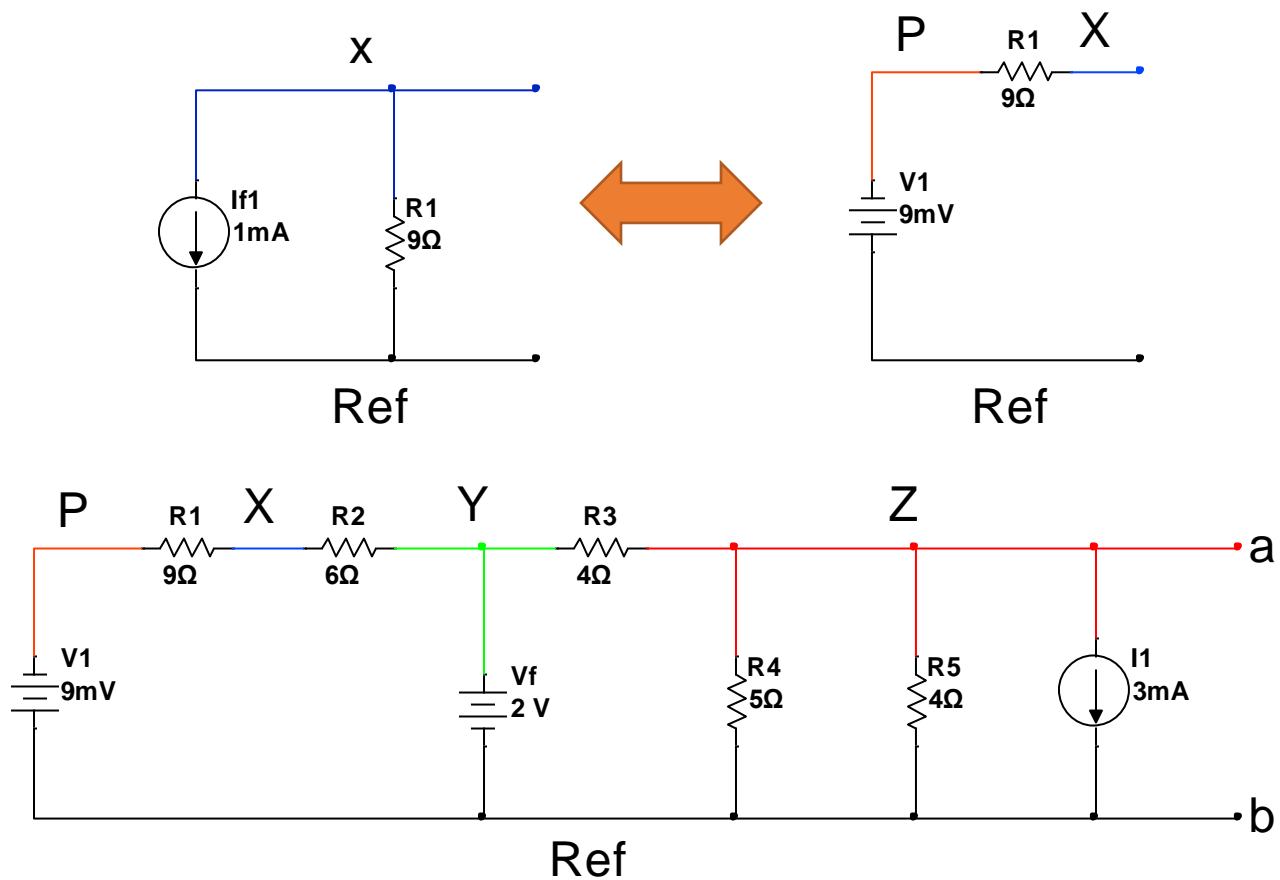 x
If1
1mA
R1
9Ω
Ref
P
R1
X
9Ω
V1
9mV
Ref
P
R1
X
R2
Y
R3
Z
9Ω
6Ω
4Ω
a
V1
9mV
Vf
2 V
R4
5Ω
R5
4Ω
I1
3mA
b
Ref